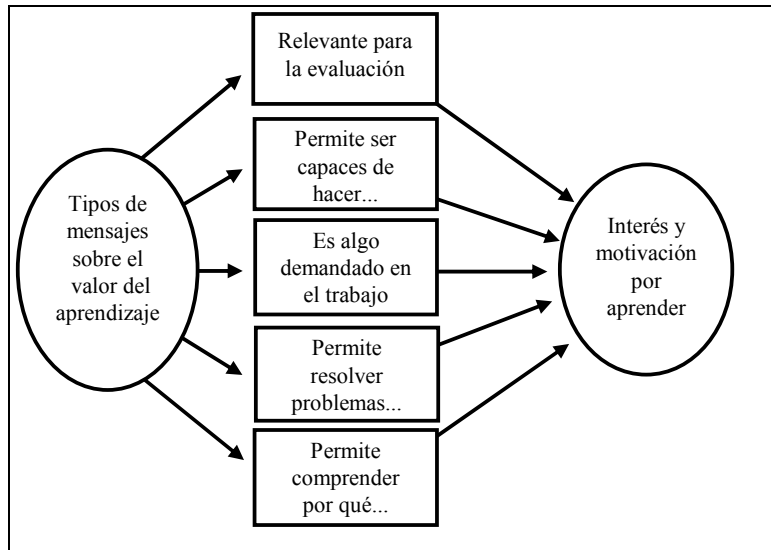 Tipos de
mensajes
sobre el
valor del
aprendizaje
Relevante para
la evaluación
Permite ser
capaces de
hacer...
Es algo
demandado en
el trabajo
Permite
resolver
problemas...
Permite
comprender
por qué...
Interés y
motivación
por
aprender